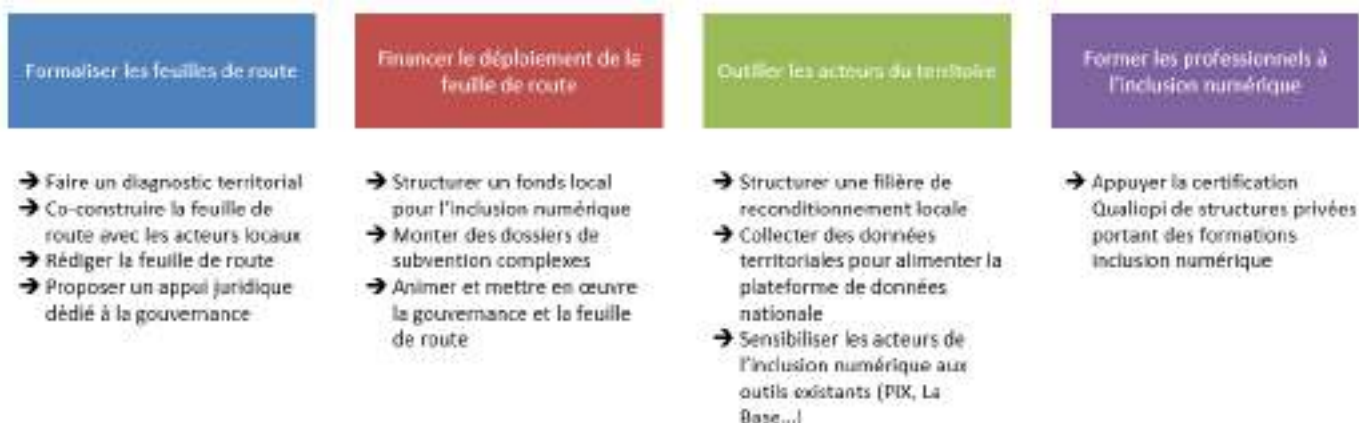 Formaliser les feuilles de route
Financer le déploiement de la
feuille de route
Outiller les acteurs du territoire
Former les professionnels à
l'inclusion numérique
➔ Faire un diagnostic territorial
➔ Co-construire la feuille de
route avec les acteurs locaux
➔ Rédiger la feuille de route
➔ Proposer un appui juridique
dédié à la gouvernance
➔ Structurer un fonds local
pour l'inclusion numérique
➔ Monter des dossiers de
subvention complexes
➔ Animer et mettre en œuvre
la gouvernance et la feuille
de route
➔ Structurer une filière de
reconditionnement locale
➔ Collecter des données
territoriales pour alimenter la
plateforme de données
nationale
➔ Sensibiliser les acteurs de
l'inclusion numérique aux
outils existants (PIX, La
Base...)
➔ Appuyer la certification
Qualiopi de structures privées
portant des formations
inclusion numérique